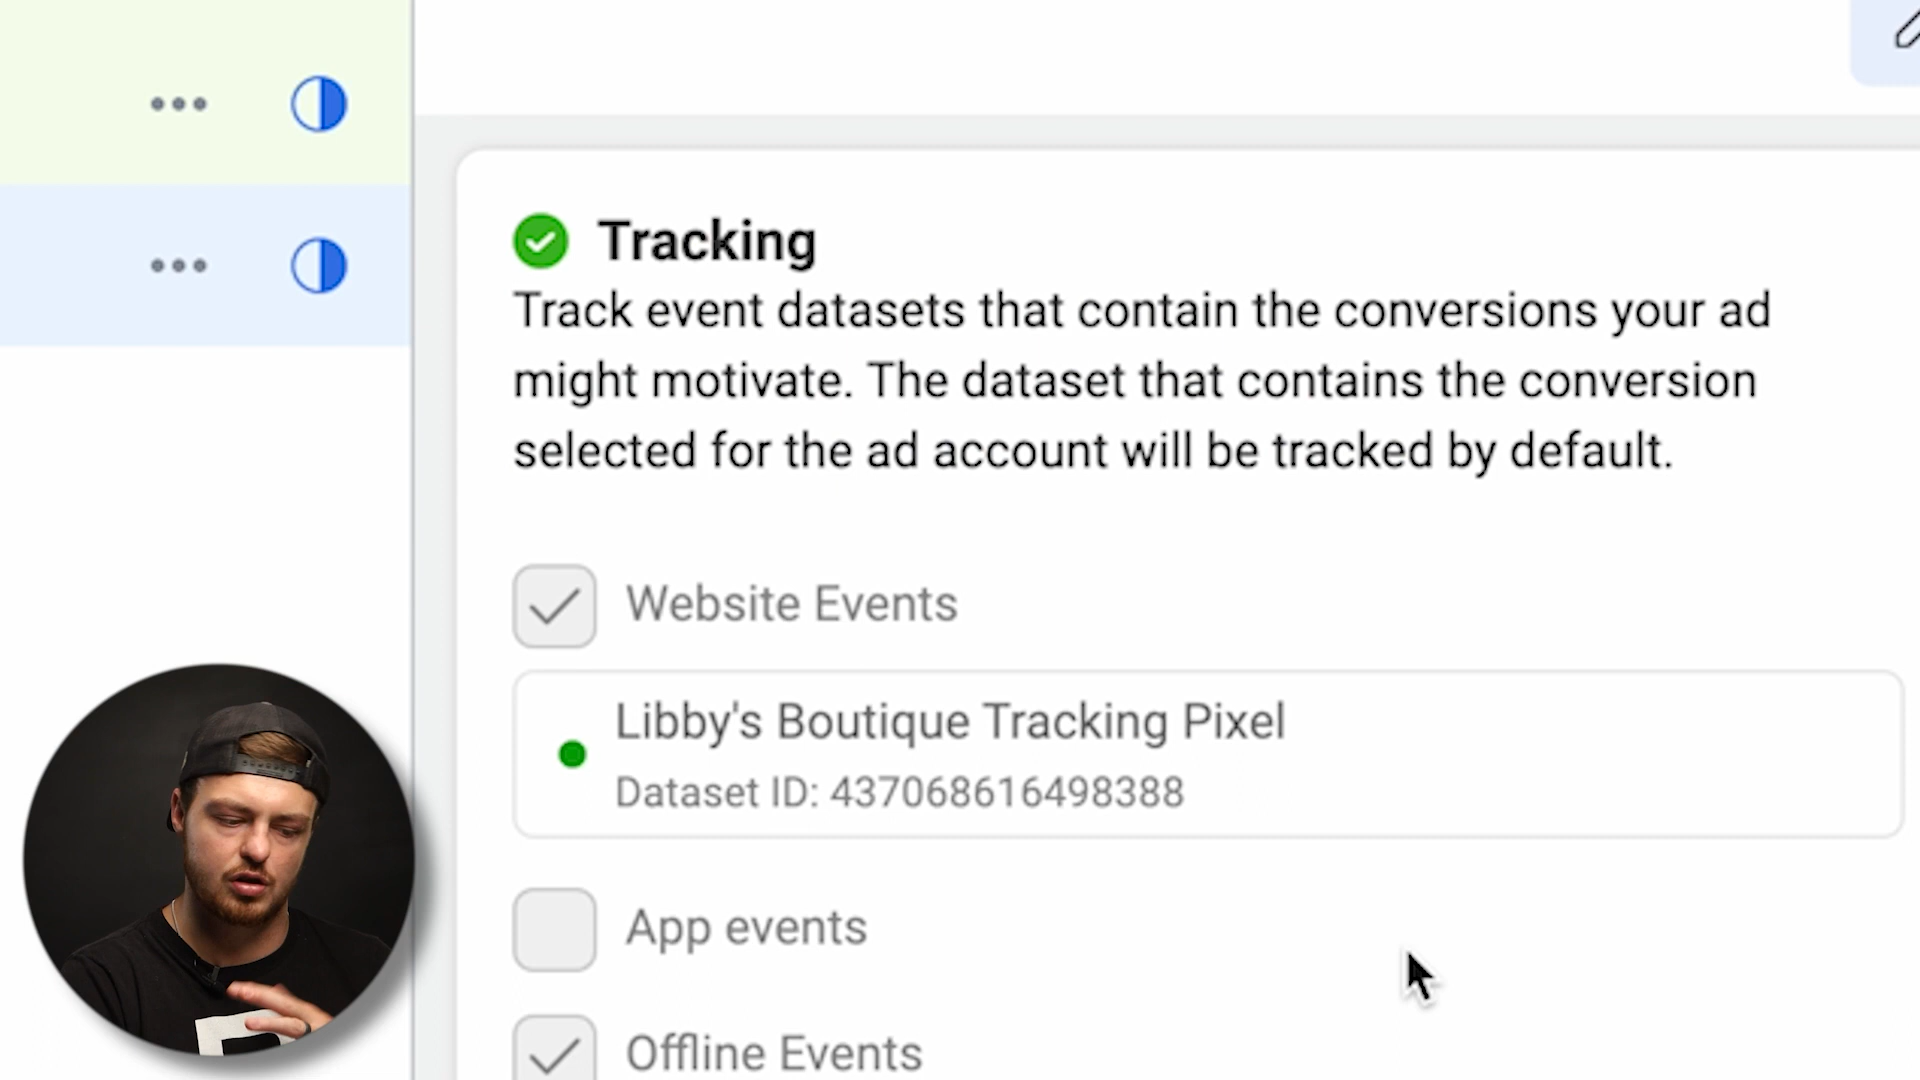 Tracking
Track event datasets that contain the conversions your ad
might motivate. The dataset that contains the conversion
selected for the ad account will be tracked by default.
Website Events
Libby's Boutique Tracking Pixel
Dataset ID: 437068616498388
App events
Offline Events